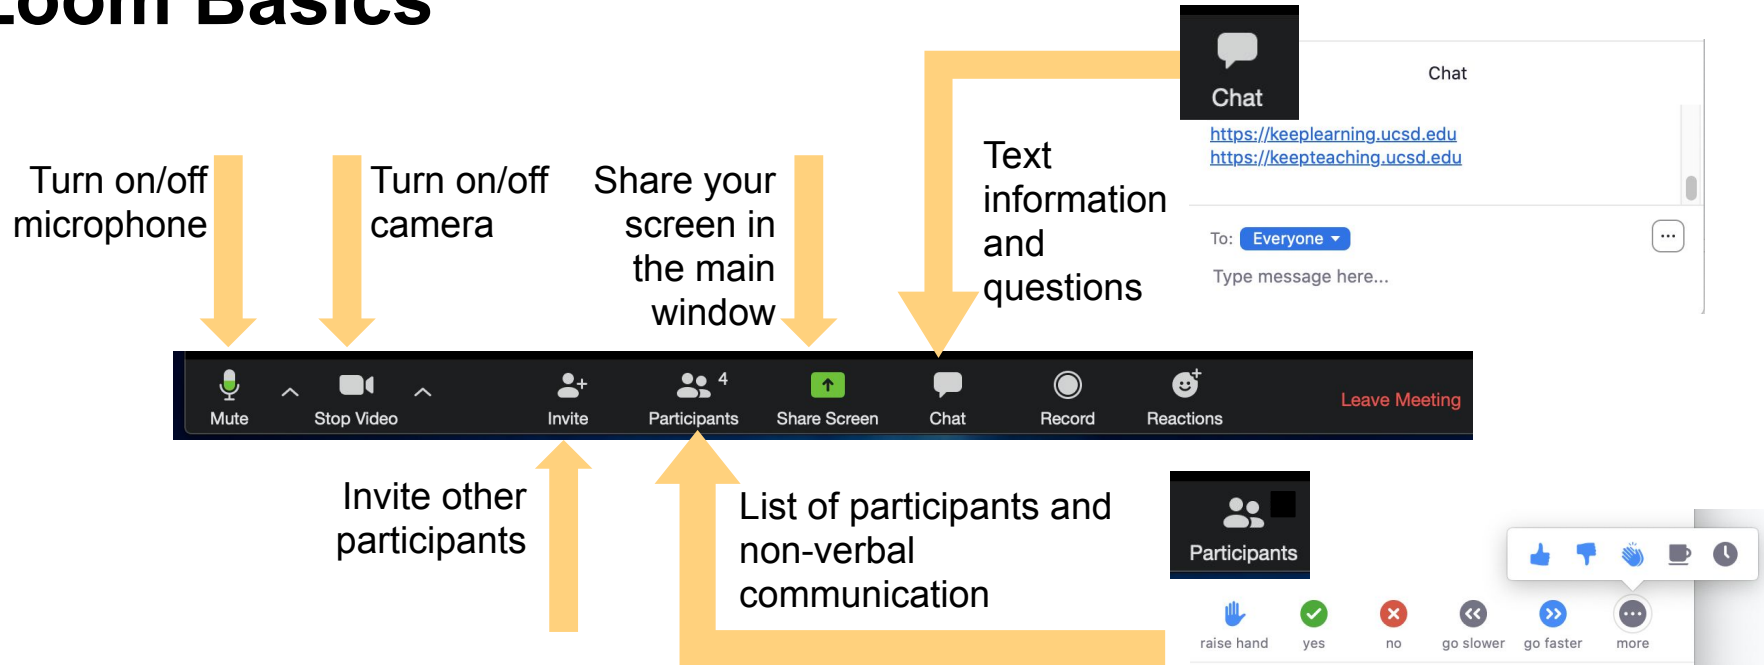 Zoom Basics
Chat
Chat
https://keeplearning.ucsd.edu
https://keepteaching.ucsd.edu
To: Everyone
...
Type message here...
Turn on/off
microphone
Turn on/off
camera
Share your
screen in
the main
window
Text
information
and
questions
Mute
Stop Video
Invite
4
Participants
Share Screen
Chat
Record
Reactions
Leave Meeting
Invite other
participants
List of participants and
non-verbal
communication
Participants
raise hand
yes
no
go slower
go faster
more